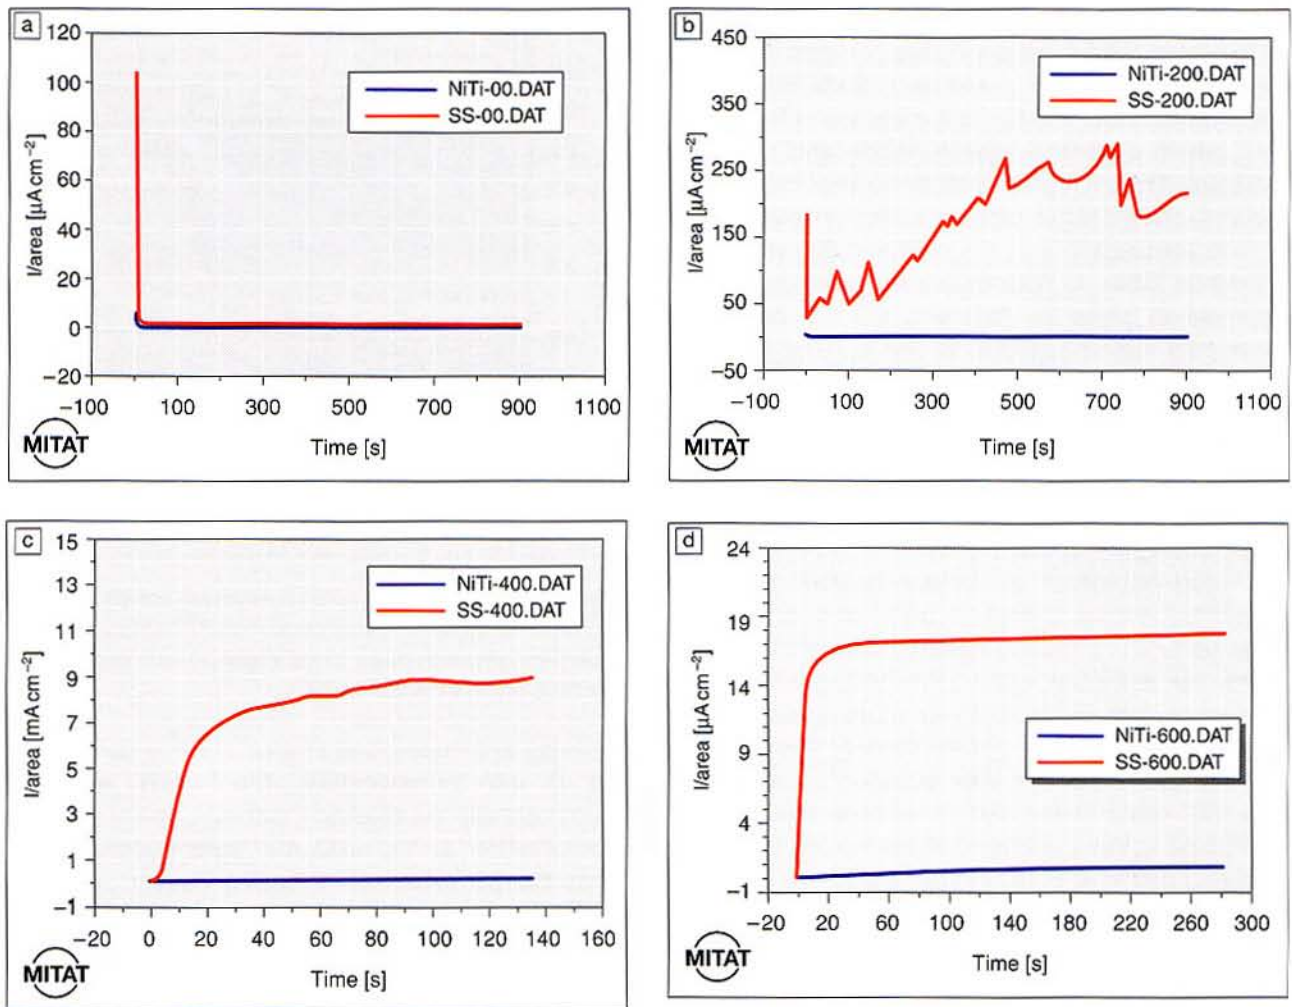 a
120
100
80
60
40
20
0
−20
I/area [µA cm−2]
NiTi-00.DAT
SS-00.DAT
−100 100 300 500 700 900 1100
Time [s]
MITAT
b
450
350
250
150
50
−50
I/area [µA cm−2]
NiTi-200.DAT
SS-200.DAT
−100 100 300 500 700 900 1100
Time [s]
MITAT
c
15
13
11
9
7
5
3
1
−1
I/area [mA cm−2]
NiTi-400.DAT
SS-400.DAT
−20 0 20 40 60 80 100 120 140 160
Time [s]
MITAT
d
24
19
14
9
4
−1
I/area [µA cm−2]
NiTi-600.DAT
SS-600.DAT
−20 20 60 100 140 180 220 260 300
Time [s]
MITAT